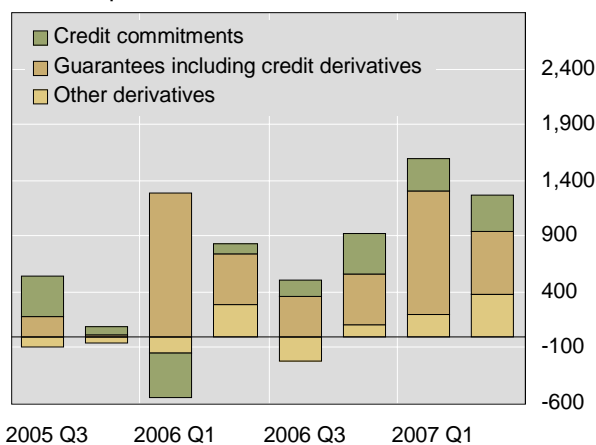 Credit commitments
Guarantees including credit derivatives
Other derivatives
2,400
1,900
1,400
900
400
-100
-600
2005 Q3 2006 Q1 2006 Q3 2007 Q1